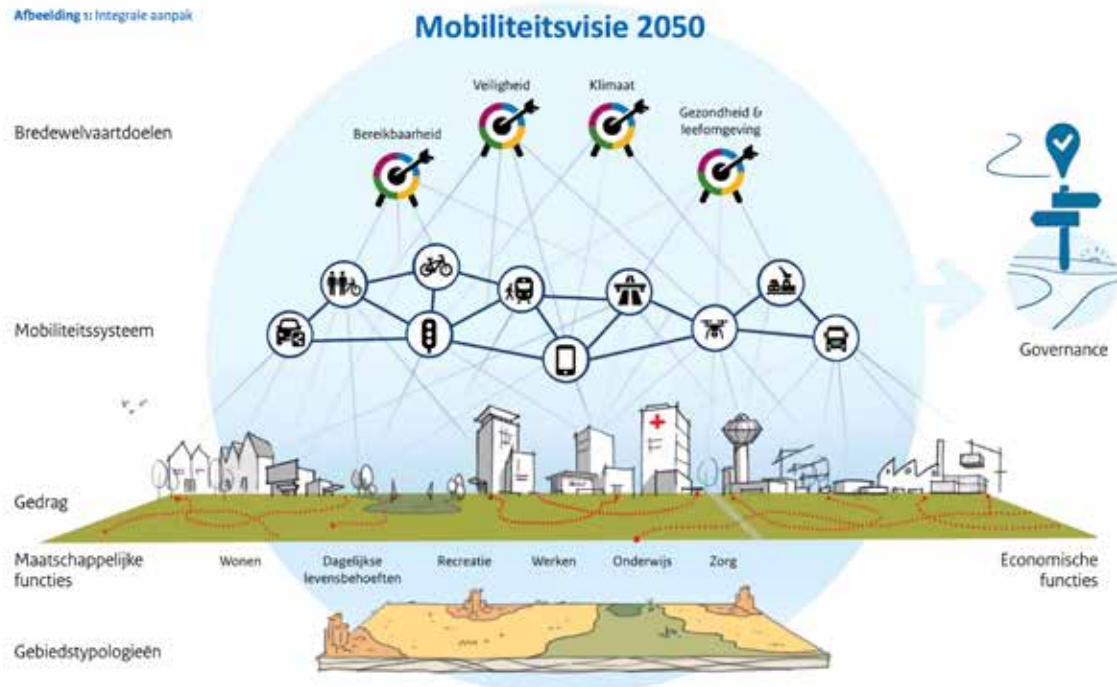 Afbeelding 1: Integrale aanpak
Mobiliteitsvisie 2050
Veiligheid
Klimaat
Bredewelvaartdoelen
Bereikbaarheid
Gezondheid &
leefomgeving
Mobiliteitssysteem
Governance
Gedrag
Maatschappelijke
functies
Wonen
Dagelijkse
levensbehoeften
Recreatie
Werken
Onderwijs
Zorg
Economische
functies
Gebiedstypologieën